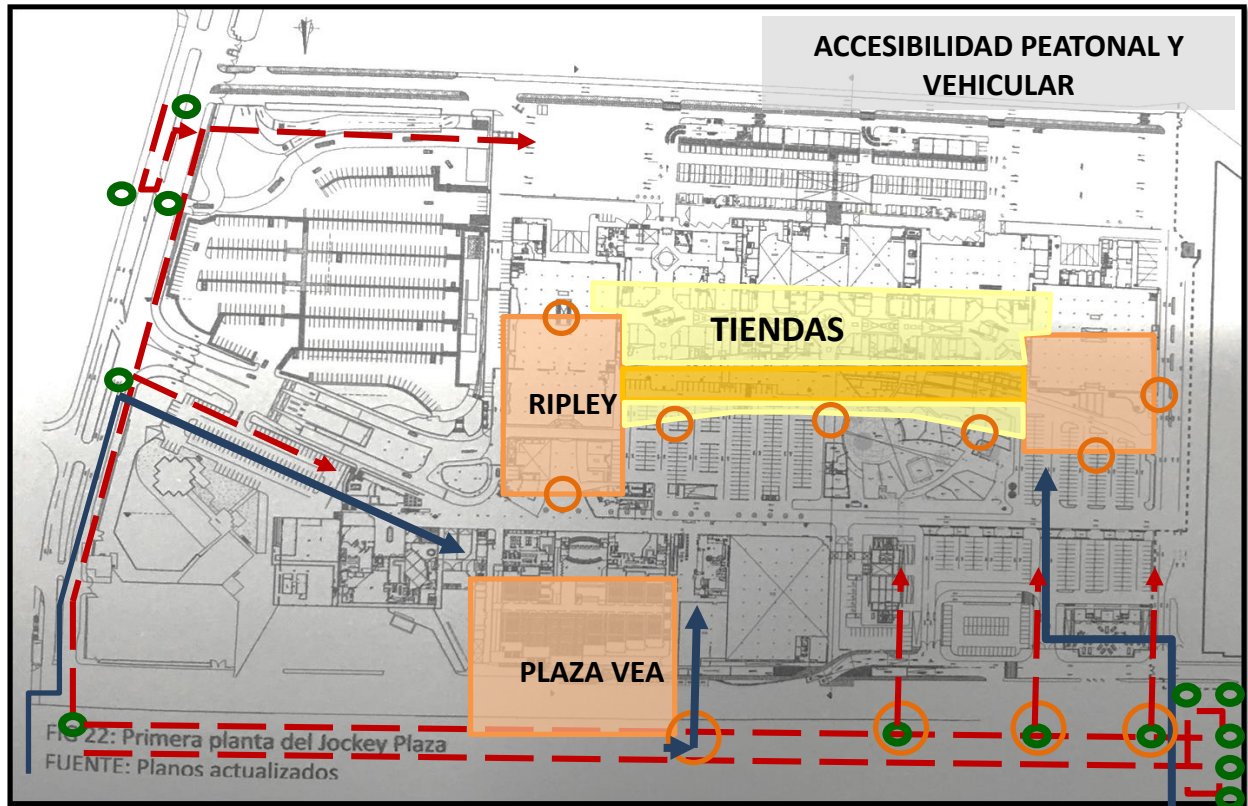 ACCESIBILIDAD PEATONAL Y
VEHICULAR
TIENDAS
RIPLEY
PLAZA VEA
FIG 22: Primera planta del Jockey Plaza
FUENTE: Planos actualizados